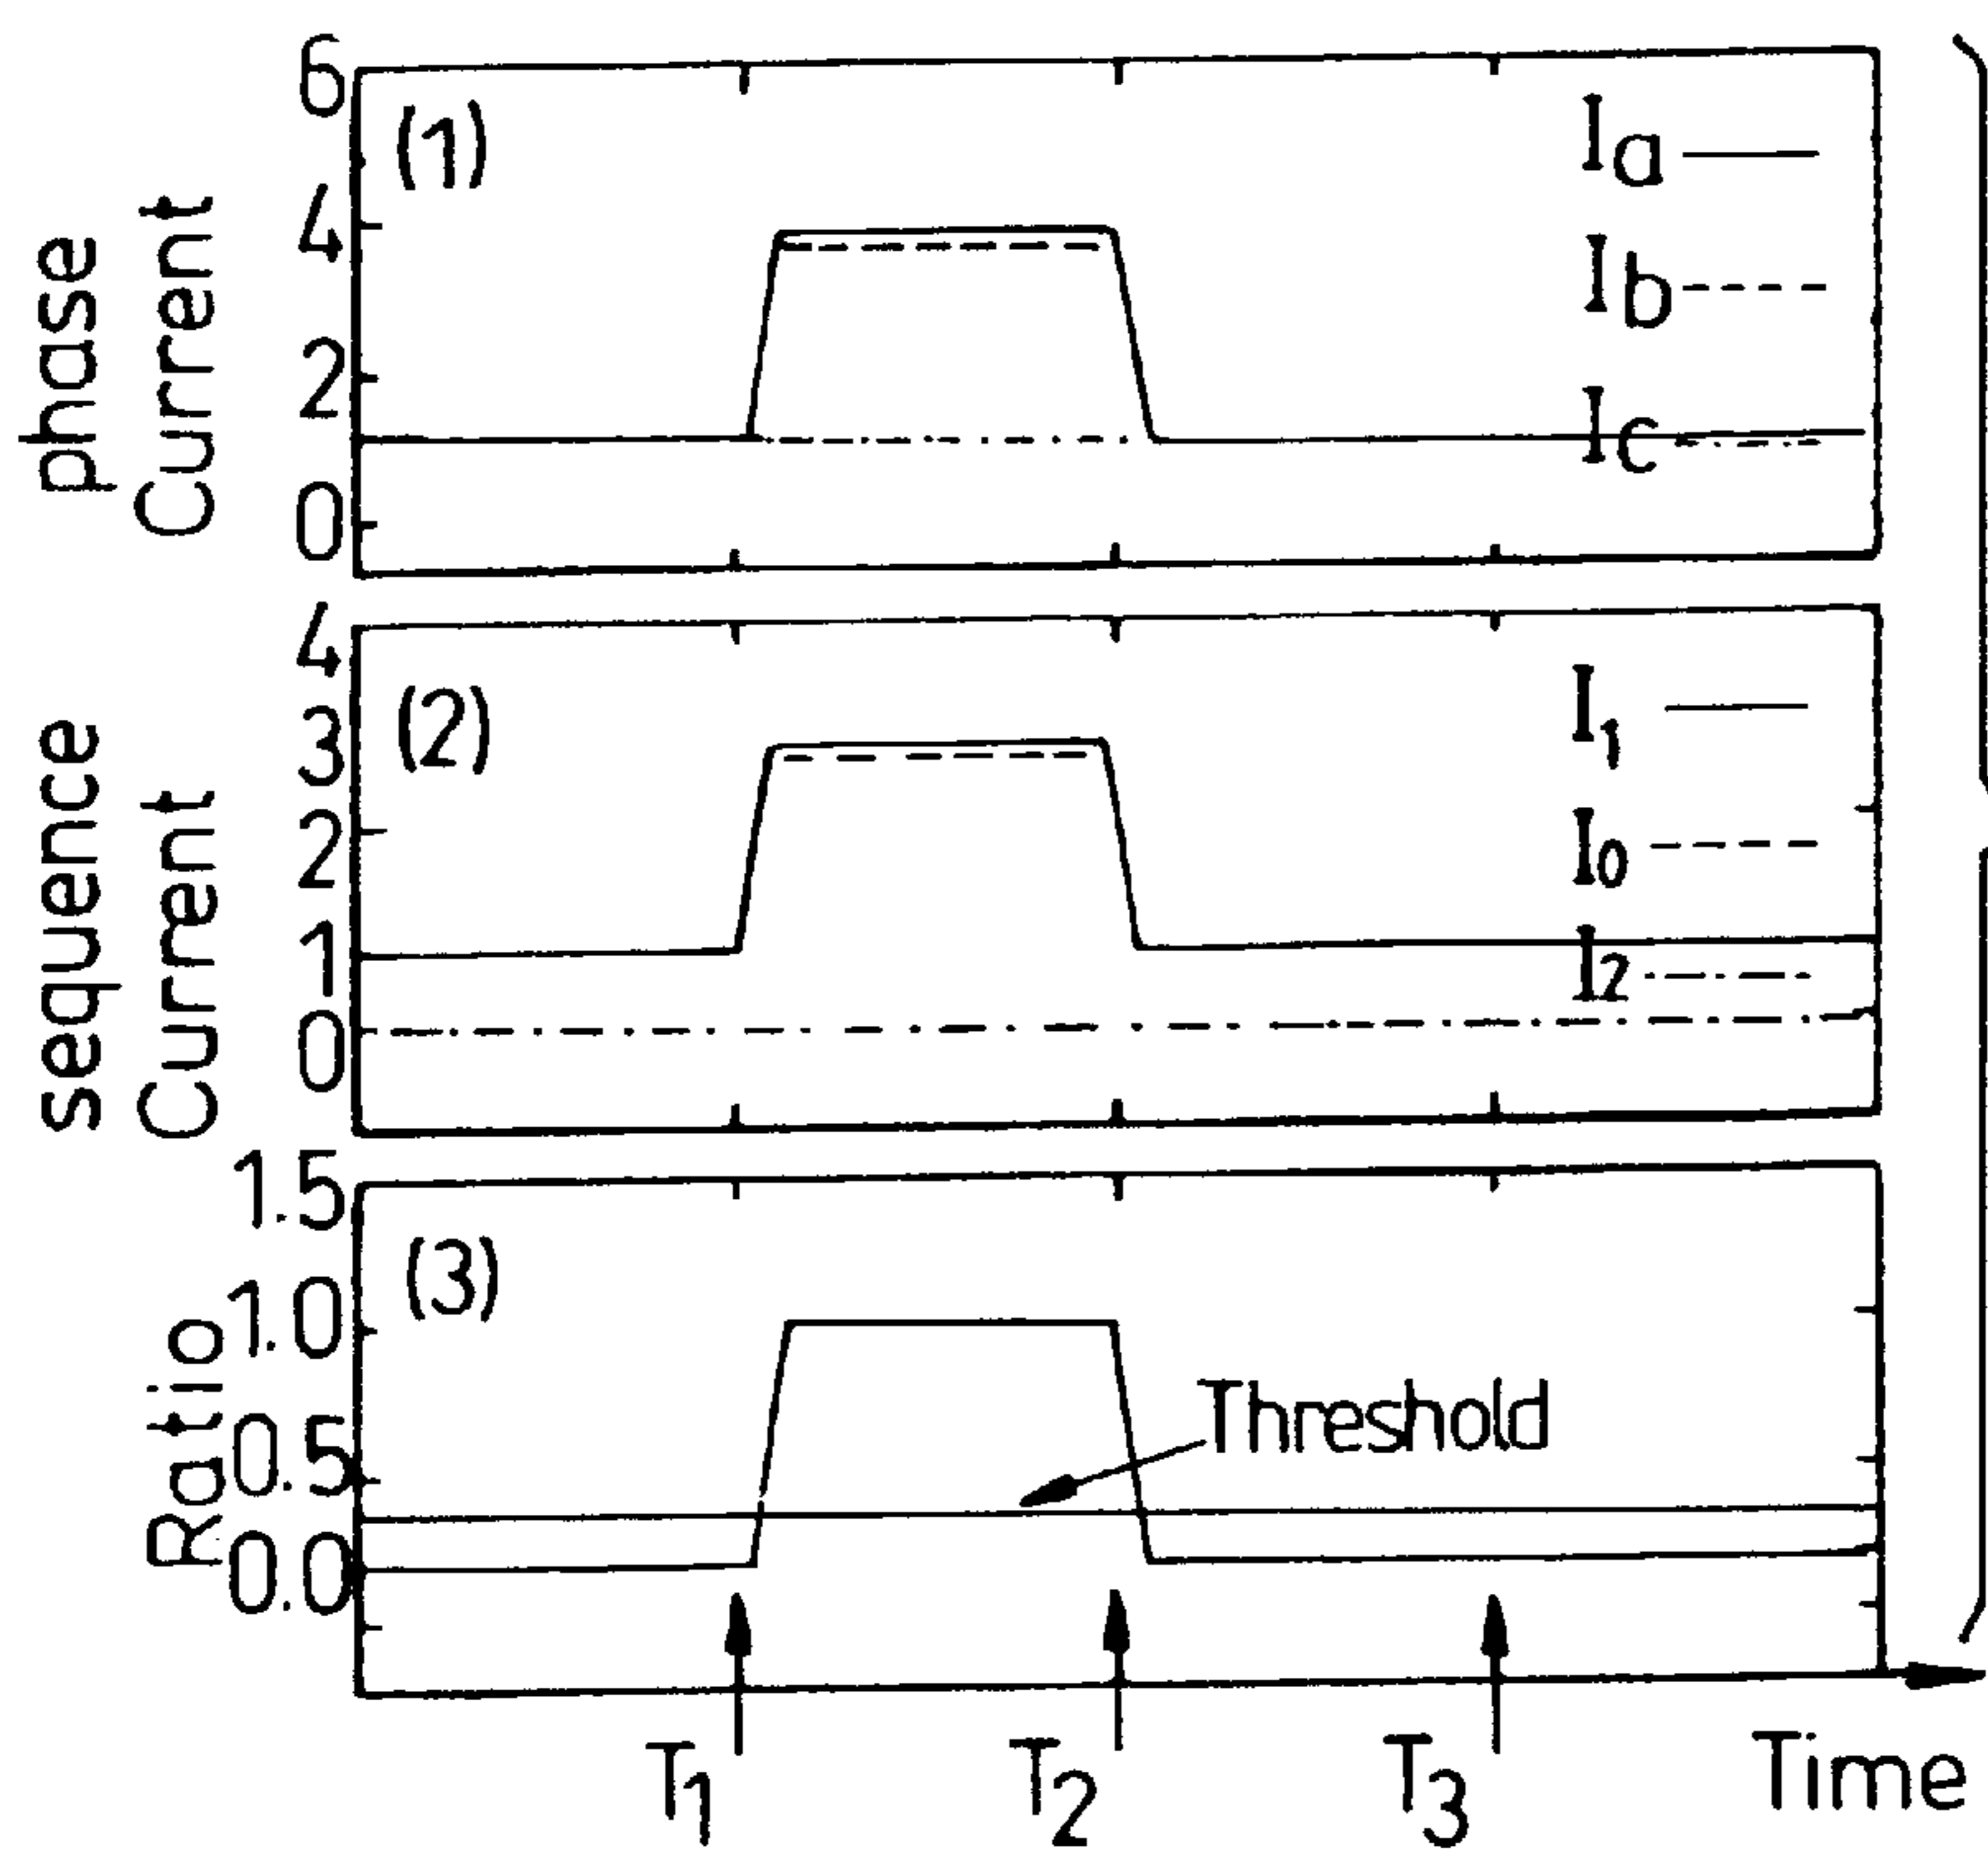 phase
Current
6
4
2
0
(1)
Ia
Ib
Ic
sequence
Current
4
3
2
1
0
(2)
I1
I0
I2
Ratio
1.5
1.0
0.5
0.0
(3)
Threshold
T1
T2
T3
Time